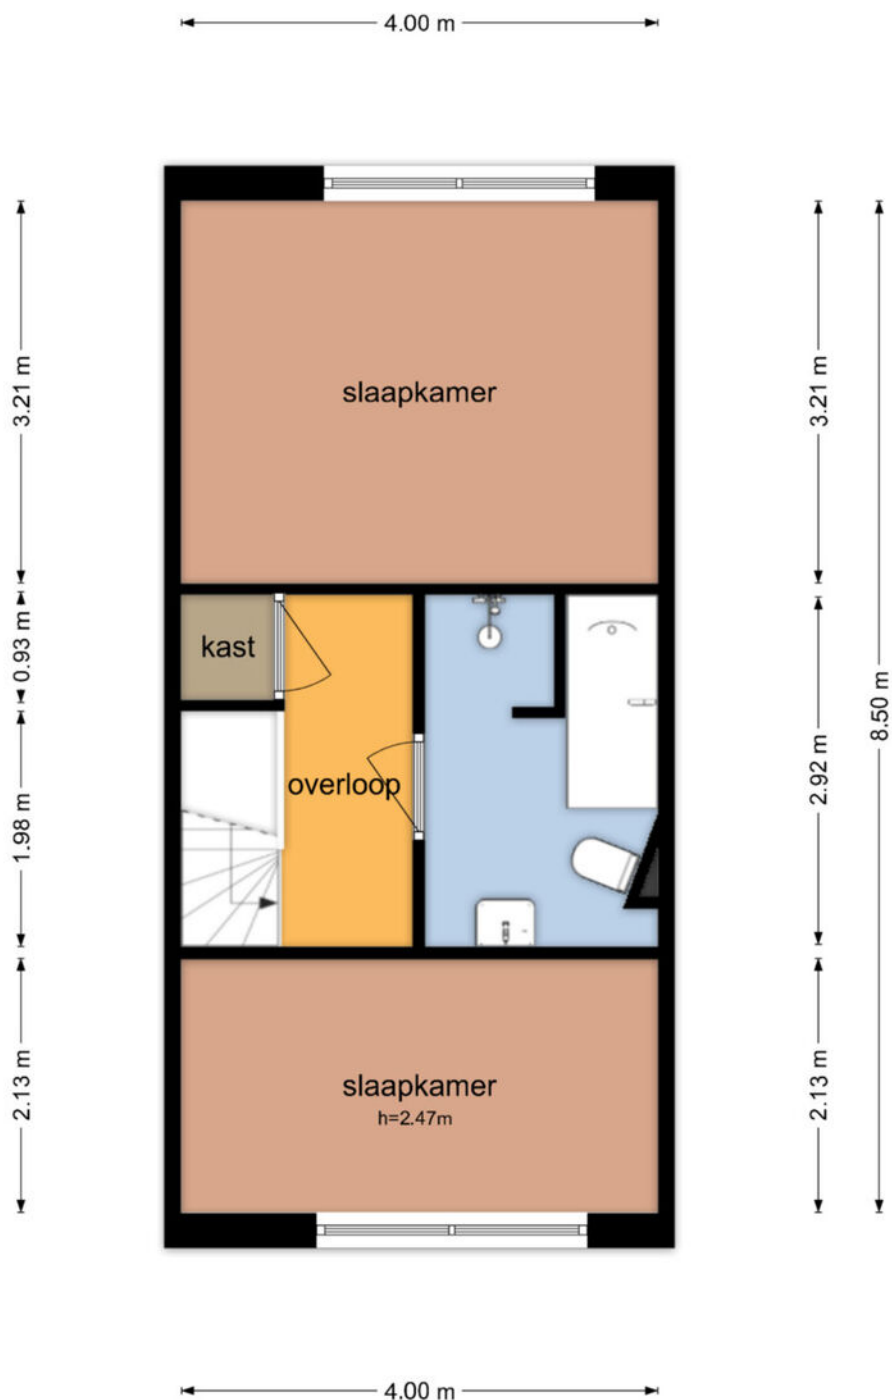 4.00 m
3.21 m
3.21 m
slaapkamer
8.50 m
0.93 m
kast
1.98 m
overloop
2.92 m
2.13 m
slaapkamer
h=2.47m
2.13 m
4.00 m